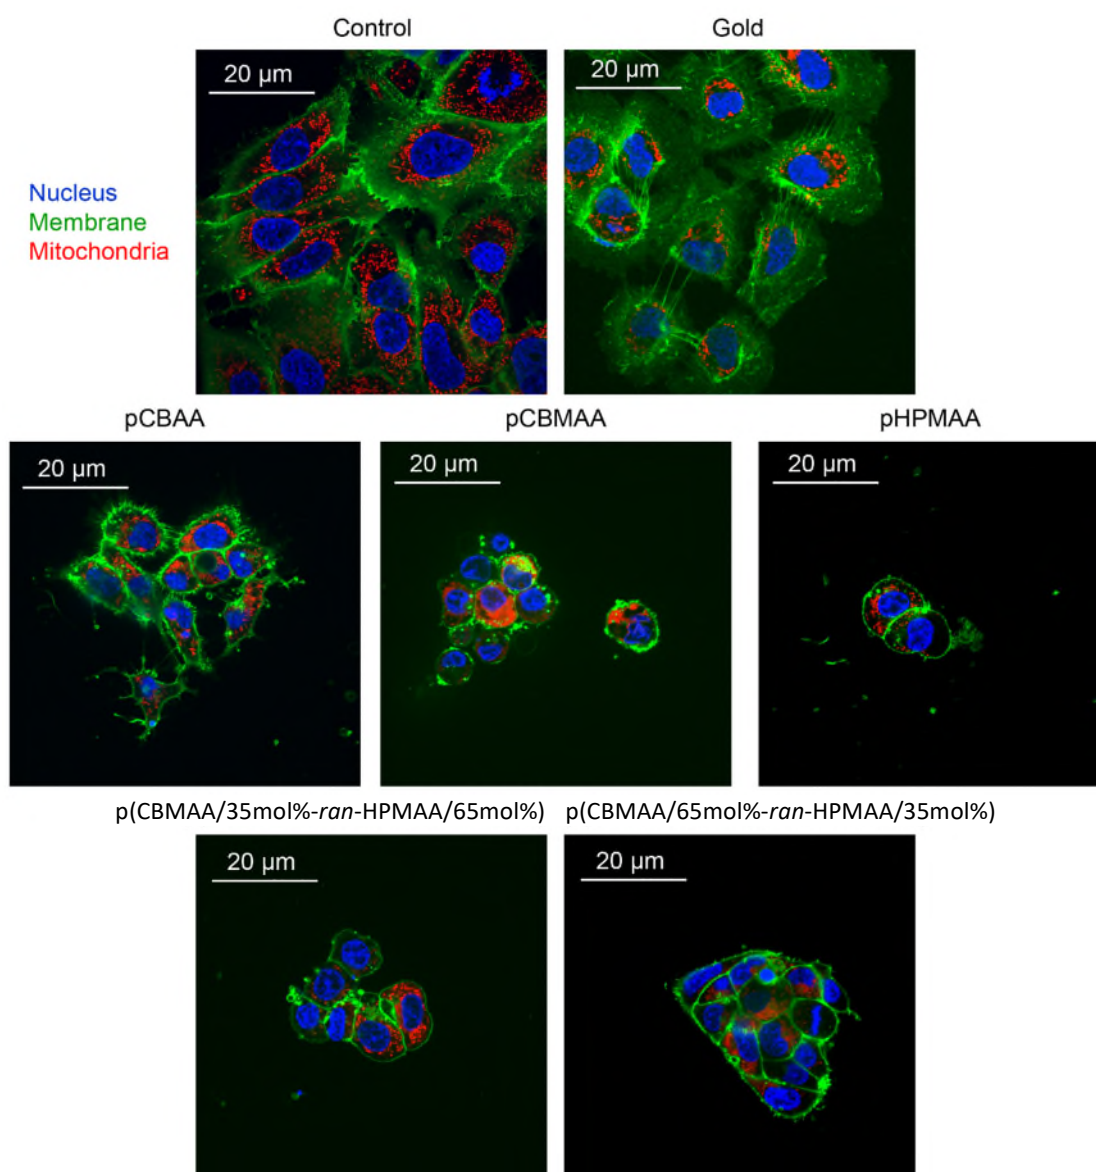 Control Gold
20 µm 20 µm
Nucleus
Membrane
Mitochondria
pCBAA pCBMAA pHPMAA
20 µm 20 µm 20 µm
p(CBMAA/35mol%-ran-HPMAA/65mol%) p(CBMAA/65mol%-ran-HPMAA/35mol%)
20 µm 20 µm